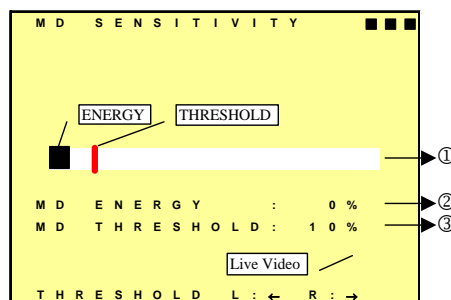 MD SENSITIVITY ■ ■ ■
ENERGY THRESHOLD
①
MD ENERGY : 0% ②
MD THRESHOLD: 10% ③
Live Video
THRESHOLD L:← R:→